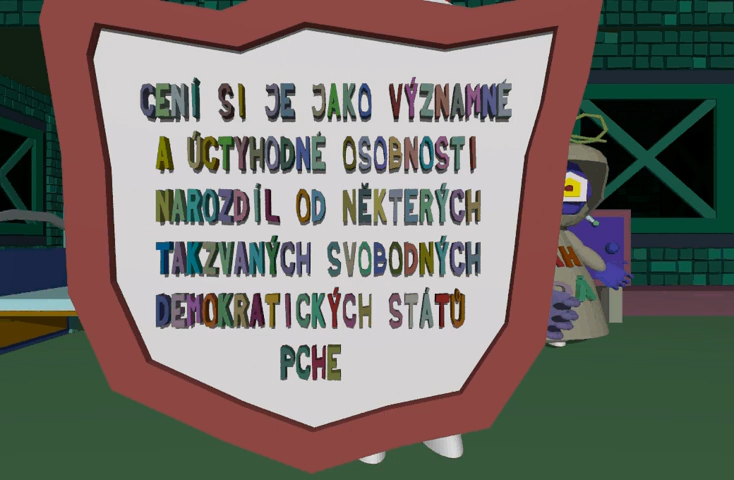 CENÍ SI JE JAKO VÝZNAMNÉ
A ÚCTYHODNÉ OSOBNOSTI
NAROZDÍL OD NĚKTERÝCH
TAKZVANÝCH SVOBODNÝCH
DEMOKRATICKÝCH STÁTŮ
PCHE